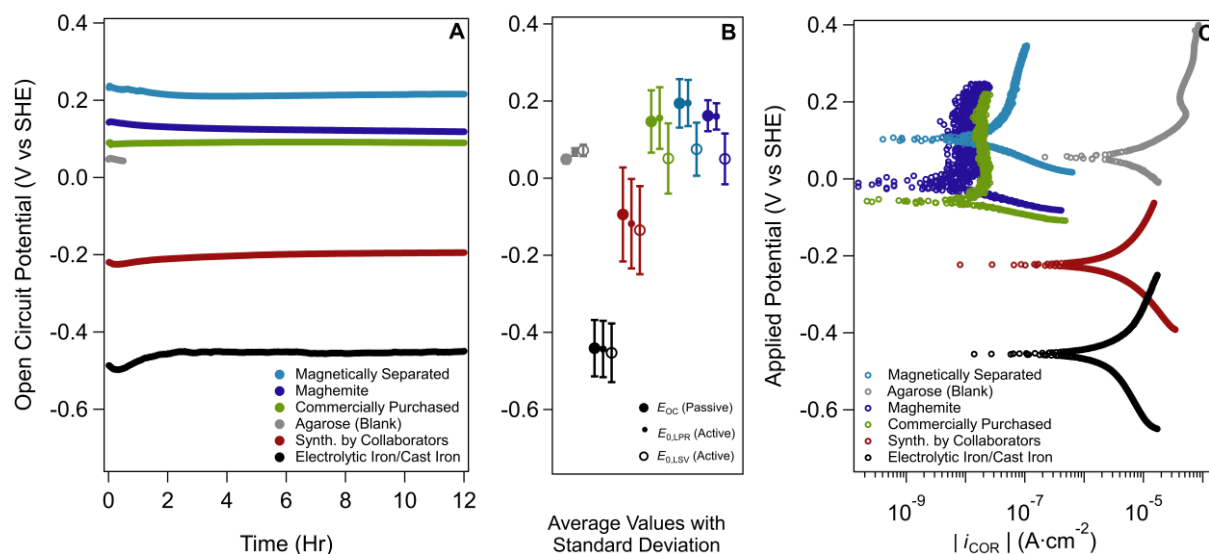 A
0.4
0.2
0.0
-0.2
-0.4
-0.6
Open Circuit Potential (V vs SHE)
Magnetically Separated
Maghemite
Commercially Purchased
Agarose (Blank)
Synth. by Collaborators
Electrolytic Iron/Cast Iron
0 2 4 6 8 10 12
Time (Hr)
B
0.4
0.2
0.0
-0.2
-0.4
-0.6
E_OC (Passive)
E_0,LPR (Active)
E_0,LSV (Active)
Average Values with
Standard Deviation
C
0.4
0.2
0.0
-0.2
-0.4
-0.6
Applied Potential (V vs SHE)
Magnetically Separated
Agarose (Blank)
Maghemite
Commercially Purchased
Synth. by Collaborators
Electrolytic Iron/Cast Iron
10⁻⁹ 10⁻⁷ 10⁻⁵
| i_COR | (A·cm⁻²)